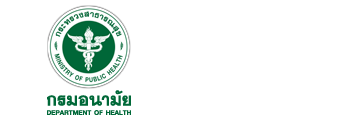 กระทรวงสาธารณสุข
MINISTRY OF PUBLIC HEALTH
กรมอนามัย
DEPARTMENT OF HEALTH